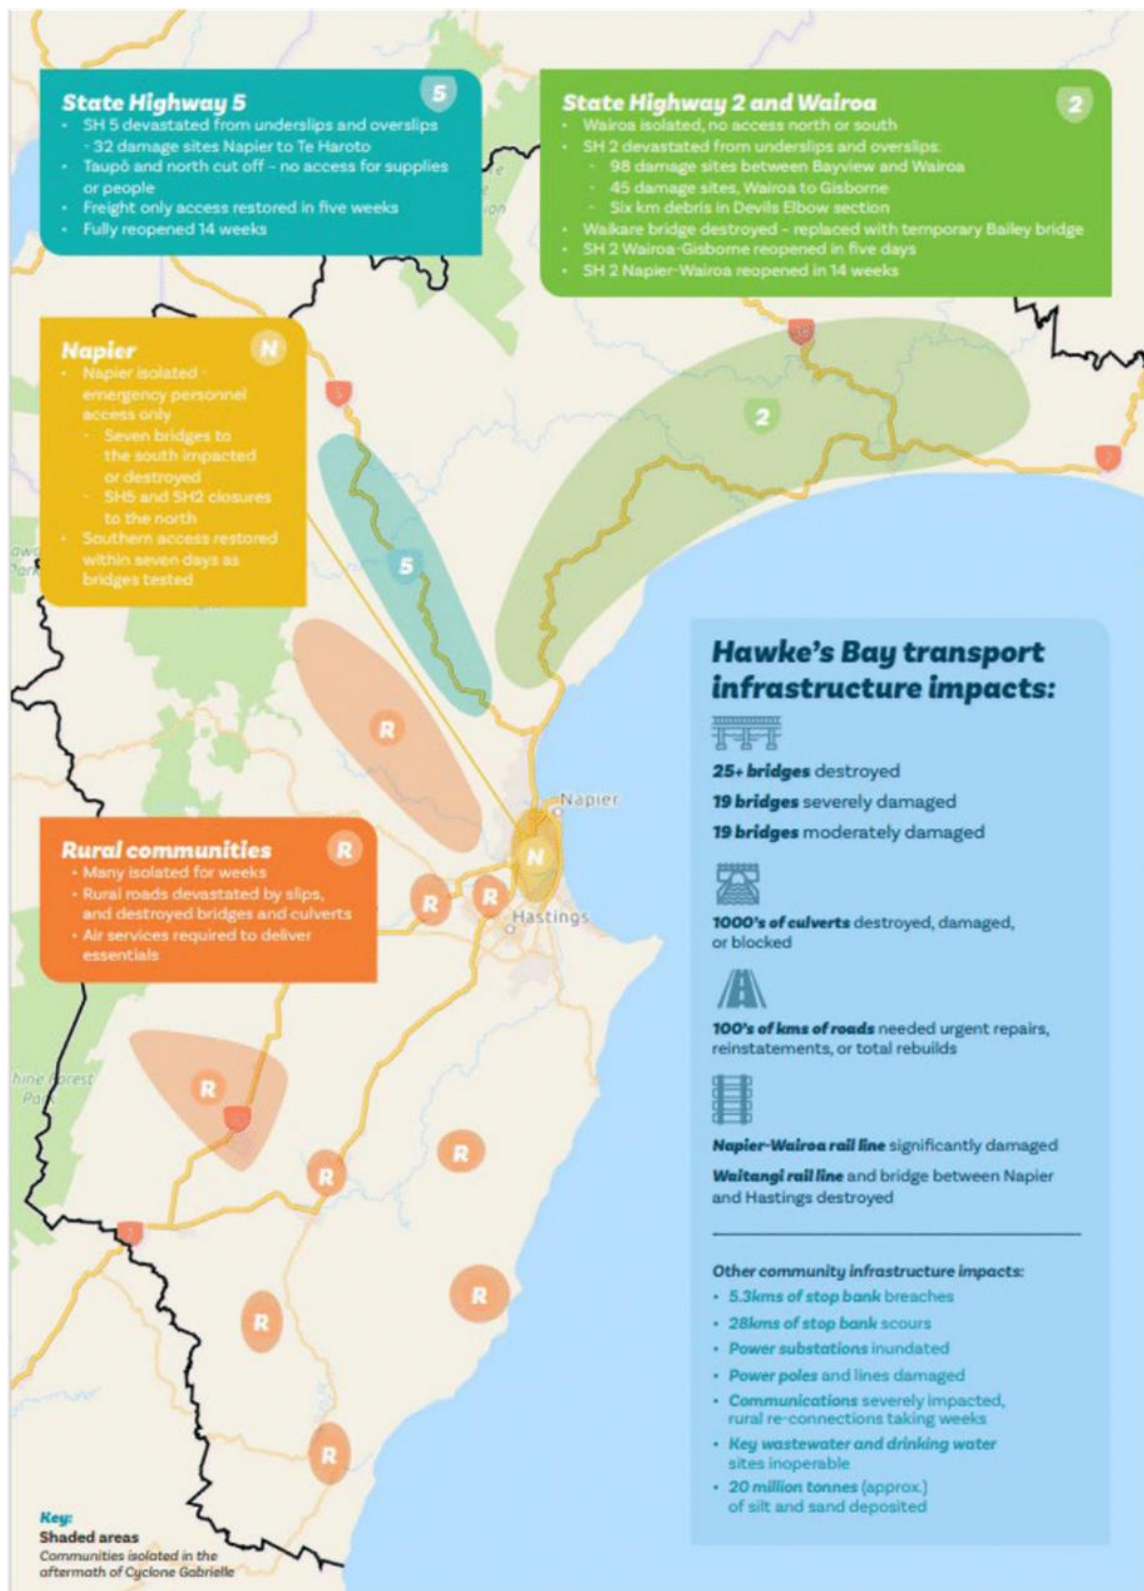 State Highway 5
5
• SH 5 devastated from underslips and overslips
- 32 damage sites Napier to Te Haroto
• Taupō and north cut off – no access for supplies
or people
• Freight only access restored in five weeks
• Fully reopened 14 weeks
State Highway 2 and Wairoa
2
• Wairoa isolated, no access north or south
• SH 2 devastated from underslips and overslips:
- 98 damage sites between Bayview and Wairoa
- 45 damage sites, Wairoa to Gisborne
- Six km debris in Devils Elbow section
• Waikare bridge destroyed – replaced with temporary Bailey bridge
• SH 2 Wairoa-Gisborne reopened in five days
• SH 2 Napier-Wairoa reopened in 14 weeks
Napier
N
• Napier isolated -
emergency personnel
access only
- Seven bridges to
the south impacted
or destroyed
- SH5 and SH2 closures
to the north
• Southern access restored
within seven days as
bridges tested
5
2
2
5
R
Napier
N
Hastings
R
R
Rural communities
R
• Many isolated for weeks
• Rural roads devastated by slips,
and destroyed bridges and culverts
• Air services required to deliver
essentials
R
R
R
R
R
R
Hawke's Bay transport
infrastructure impacts:
25+ bridges destroyed
19 bridges severely damaged
19 bridges moderately damaged
1000's of culverts destroyed, damaged,
or blocked
100's of kms of roads needed urgent repairs,
reinstatements, or total rebuilds
Napier-Wairoa rail line significantly damaged
Waitangi rail line and bridge between Napier
and Hastings destroyed
Other community infrastructure impacts:
• 5.3kms of stop bank breaches
• 28kms of stop bank scours
• Power substations inundated
• Power poles and lines damaged
• Communications severely impacted,
rural re-connections taking weeks
• Key wastewater and drinking water
sites inoperable
• 20 million tonnes (approx.)
of silt and sand deposited
Key:
Shaded areas
Communities isolated in the
aftermath of Cyclone Gabrielle